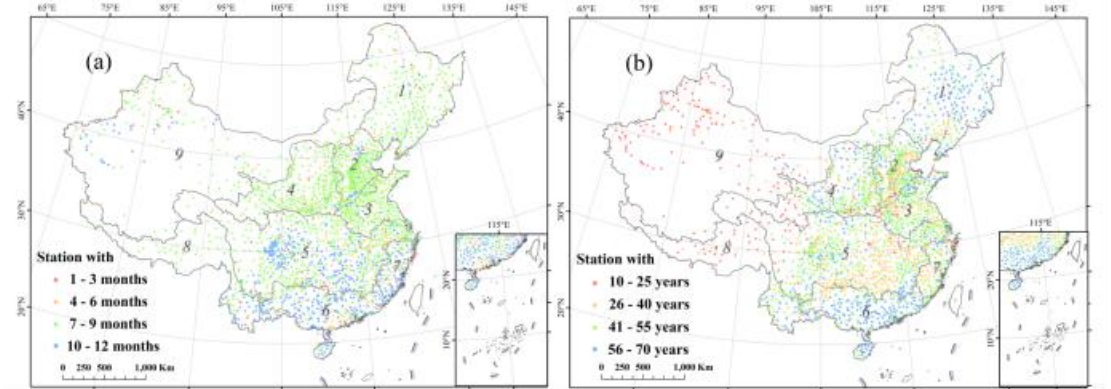 65°E 75°E 85°E 95°E 105°E 115°E 125°E 135°E 145°E
(a)
40°N
30°N
20°N
1
2
3
4
5
6
7
8
9
115°E
20°N
10°N
Station with
1 - 3 months
4 - 6 months
7 - 9 months
10 - 12 months
0 250 500 1,000 Km
65°E 75°E 85°E 95°E 105°E 115°E 125°E 135°E 145°E
(b)
40°N
30°N
20°N
1
2
3
4
5
6
7
8
9
115°E
20°N
10°N
Station with
10 - 25 years
26 - 40 years
41 - 55 years
56 - 70 years
0 250 500 1,000 Km